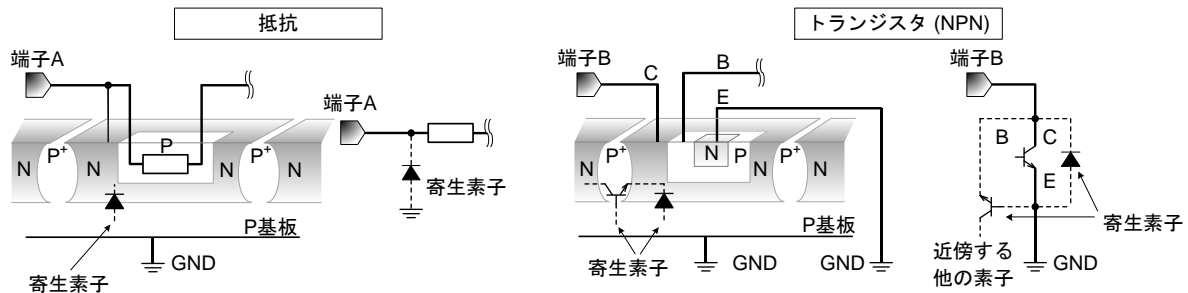 抵抗
端子A
P
N
P+
N
N
P+
N
P基板
GND
寄生素子
端子A
寄生素子
トランジスタ (NPN)
端子B
C
B
E
N
P+
N
N
P
N
P+
N
P基板
寄生素子
GND
GND
端子B
B
C
E
寄生素子
近傍する
他の素子
GND